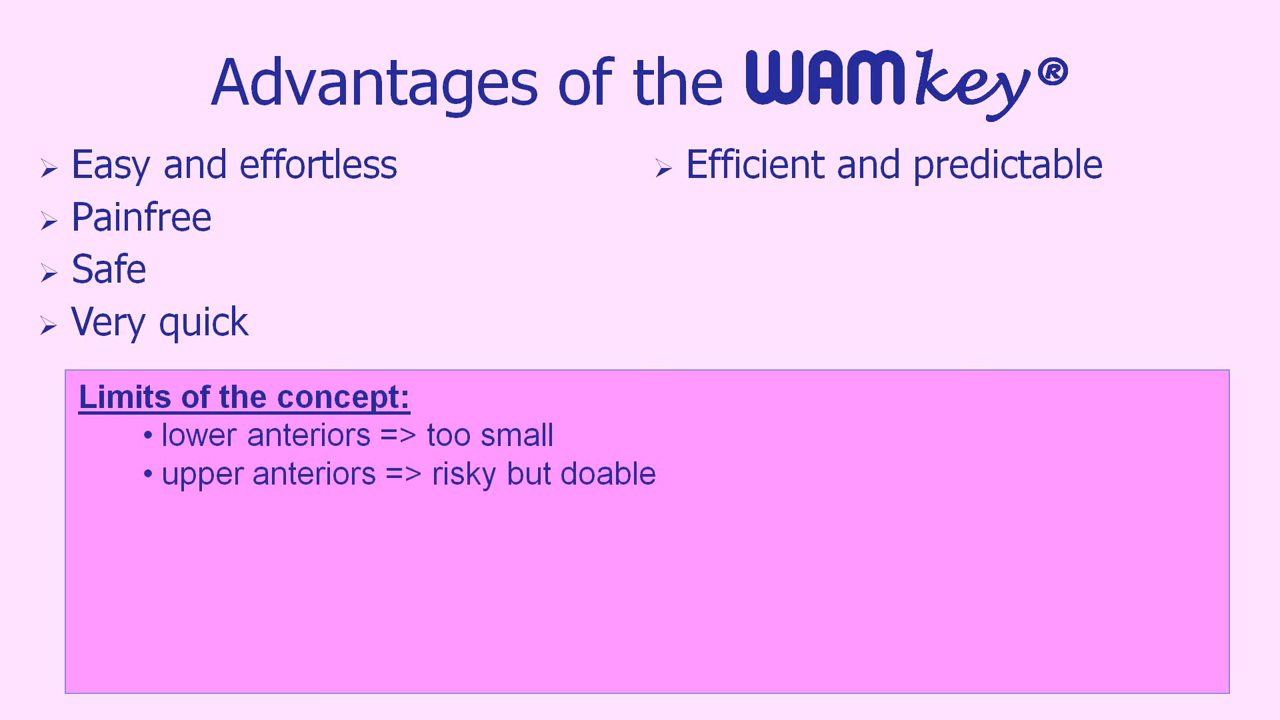 Advantages of the WAMkey®
➢ Easy and effortless
➢ Painfree
➢ Safe
➢ Very quick
➢ Efficient and predictable
Limits of the concept:
• lower anteriors => too small
• upper anteriors => risky but doable